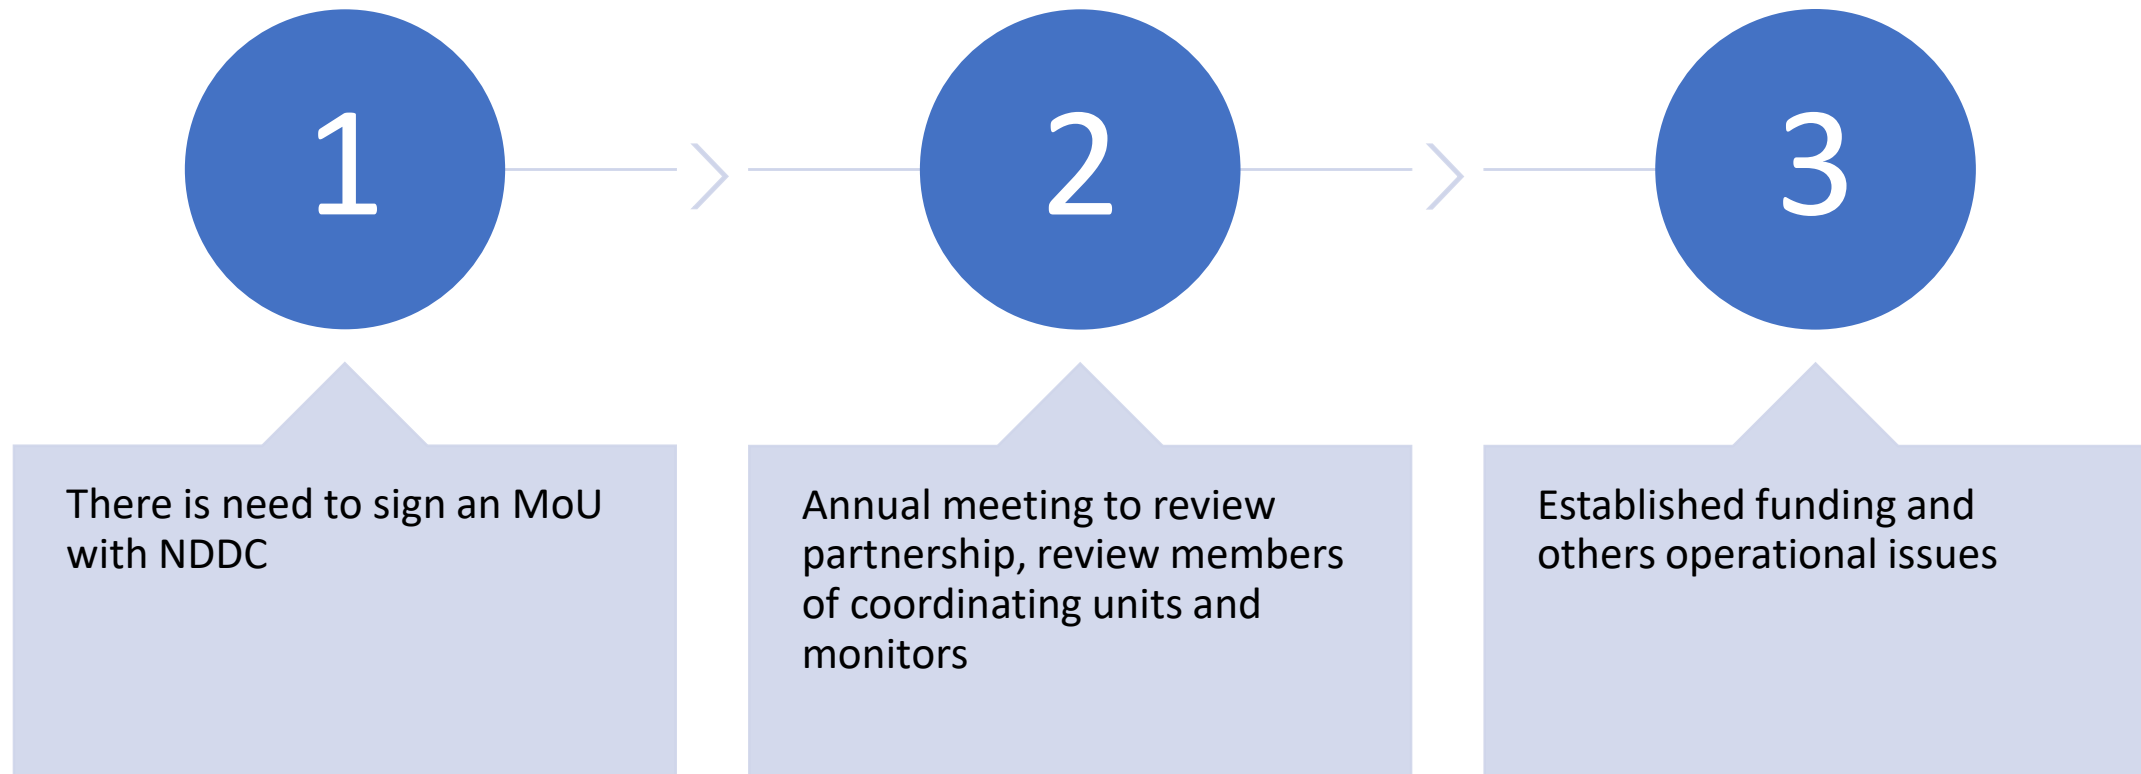 1
2
3
There is need to sign an MoU
with NDDC
Annual meeting to review
partnership, review members
of coordinating units and
monitors
Established funding and
others operational issues